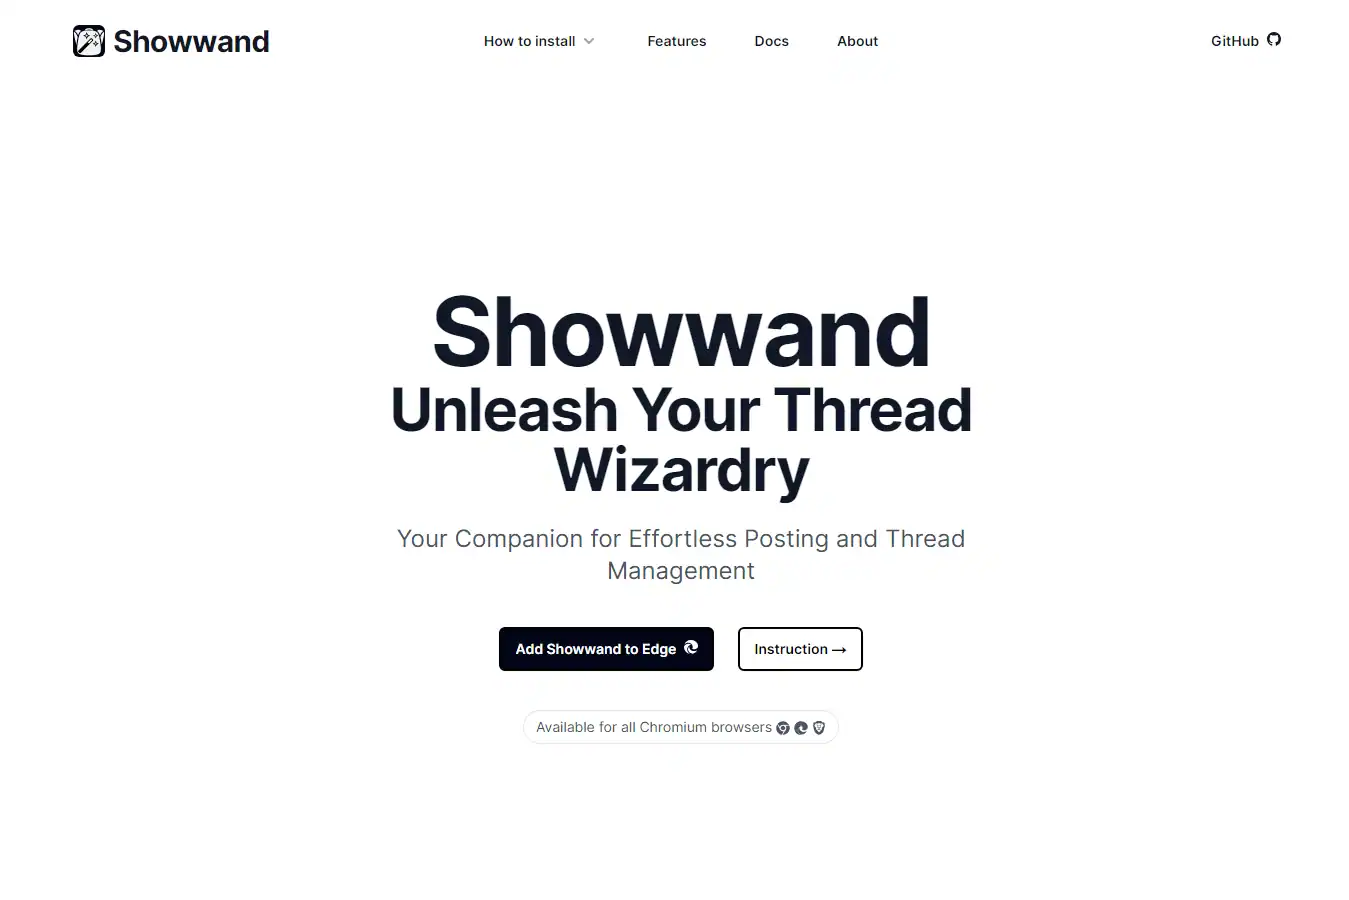 Showwand
How to install
Features
Docs
About
GitHub
Showwand
Unleash Your Thread
Wizardry
Your Companion for Effortless Posting and Thread
Management
Add Showwand to Edge
Instruction →
Available for all Chromium browsers